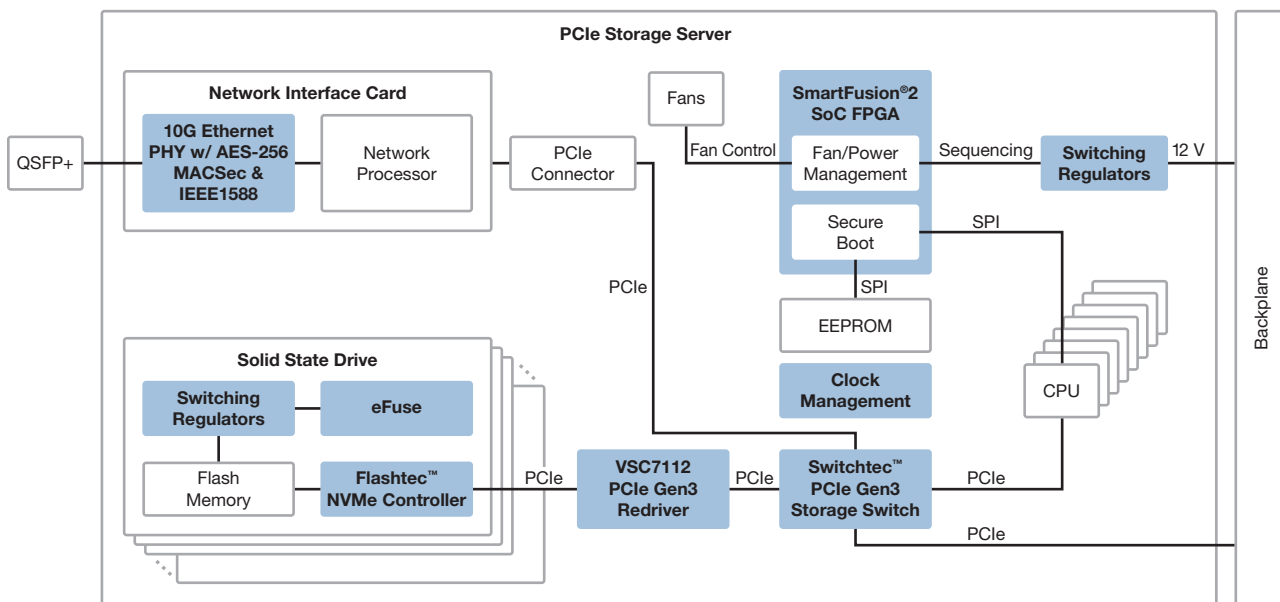 PCIe Storage Server
Network Interface Card
QSFP+
10G Ethernet
PHY w/ AES-256
MACSec &
IEEE1588
Network
Processor
PCIe
Connector
Fans
Fan Control
SmartFusion®2
SoC FPGA
Fan/Power
Management
Sequencing
Switching
Regulators
12 V
Secure
Boot
SPI
SPI
EEPROM
PCIe
Clock
Management
CPU
Backplane
Solid State Drive
Switching
Regulators
eFuse
Flash
Memory
Flashtec™
NVMe Controller
PCIe
VSC7112
PCIe Gen3
Redriver
PCIe
Switchtec™
PCIe Gen3
Storage Switch
PCIe
PCIe